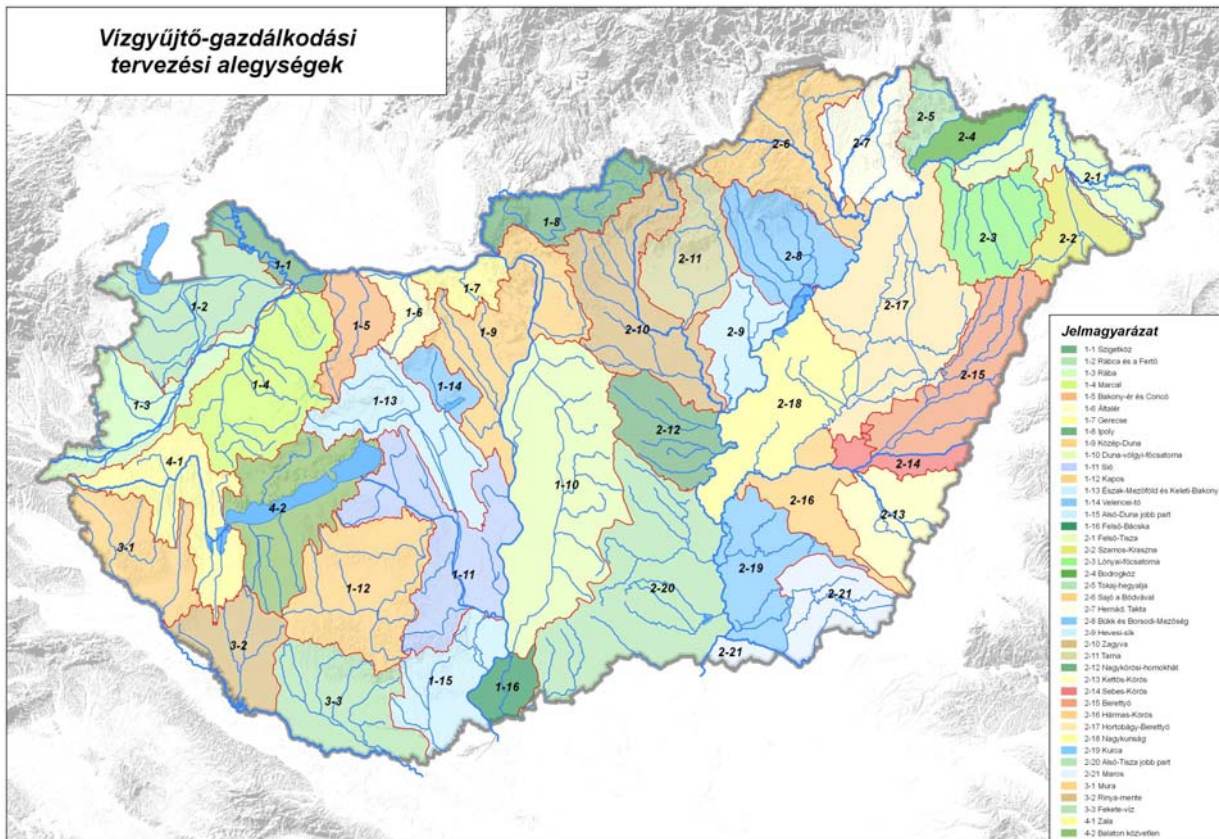 Vízgyűjtő-gazdálkodási
tervezési alegységek
2-5
2-4
2-7
2-6
2-1
1-8
2-3
2-2
2-11
2-8
1-1
1-7
1-2
1-6
2-17
1-5
1-9
2-10
2-9
1-14
2-15
1-4
1-3
1-13
2-18
2-12
4-1
2-14
1-10
4-2
2-16
2-13
3-1
2-19
1-12
1-11
2-20
2-21
3-2
2-21
1-15
1-16
3-3
Jelmagyarázat
1-1 Szigetköz
1-2 Rábca és a Fertő
1-3 Rába
1-4 Marcal
1-5 Bakony-ér és Concó
1-6 Általér
1-7 Gerecse
1-8 Ipoly
1-9 Közép-Duna
1-10 Duna-völgyi-főcsatorna
1-11 Sió
1-12 Kapos
1-13 Észak-Mezőföld és Keleti-Bakony
1-14 Velencei-tó
1-15 Alsó-Duna jobb part
1-16 Felső-Bácska
2-1 Felső-Tisza
2-2 Szamos-Kraszna
2-3 Lónyai-főcsatorna
2-4 Bodrogköz
2-5 Tokaj-hegyalja
2-6 Sajó a Bódvával
2-7 Hernád, Takta
2-8 Bükk és Borsodi-Mezőség
2-9 Hevesi-sík
2-10 Zagyva
2-11 Tarna
2-12 Nagykőrösi-homokhát
2-13 Kettős-Körös
2-14 Sebes-Körös
2-15 Berettyó
2-16 Hármas-Körös
2-17 Hortobágy-Berettyó
2-18 Nagykunság
2-19 Kurca
2-20 Alsó-Tisza jobb part
2-21 Maros
3-1 Mura
3-2 Rinya-mente
3-3 Fekete-víz
4-1 Zala
4-2 Balaton közvetlen